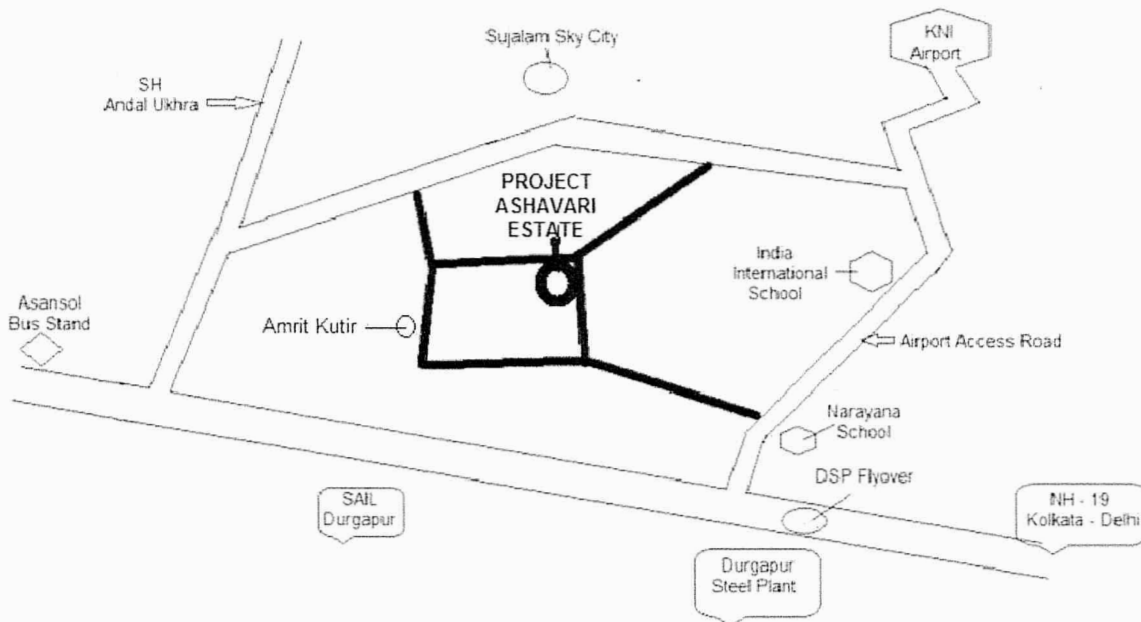 Sujalam Sky City
KNI
Airport
SH
Andal Ukhra
PROJECT
ASHAVARI
ESTATE
India
International
School
Asansol
Bus Stand
Amrit Kutir
Airport Access Road
Narayana
School
DSP Flyover
SAIL
Durgapur
NH - 19
Kolkata - Delhi
Durgapur
Steel Plant